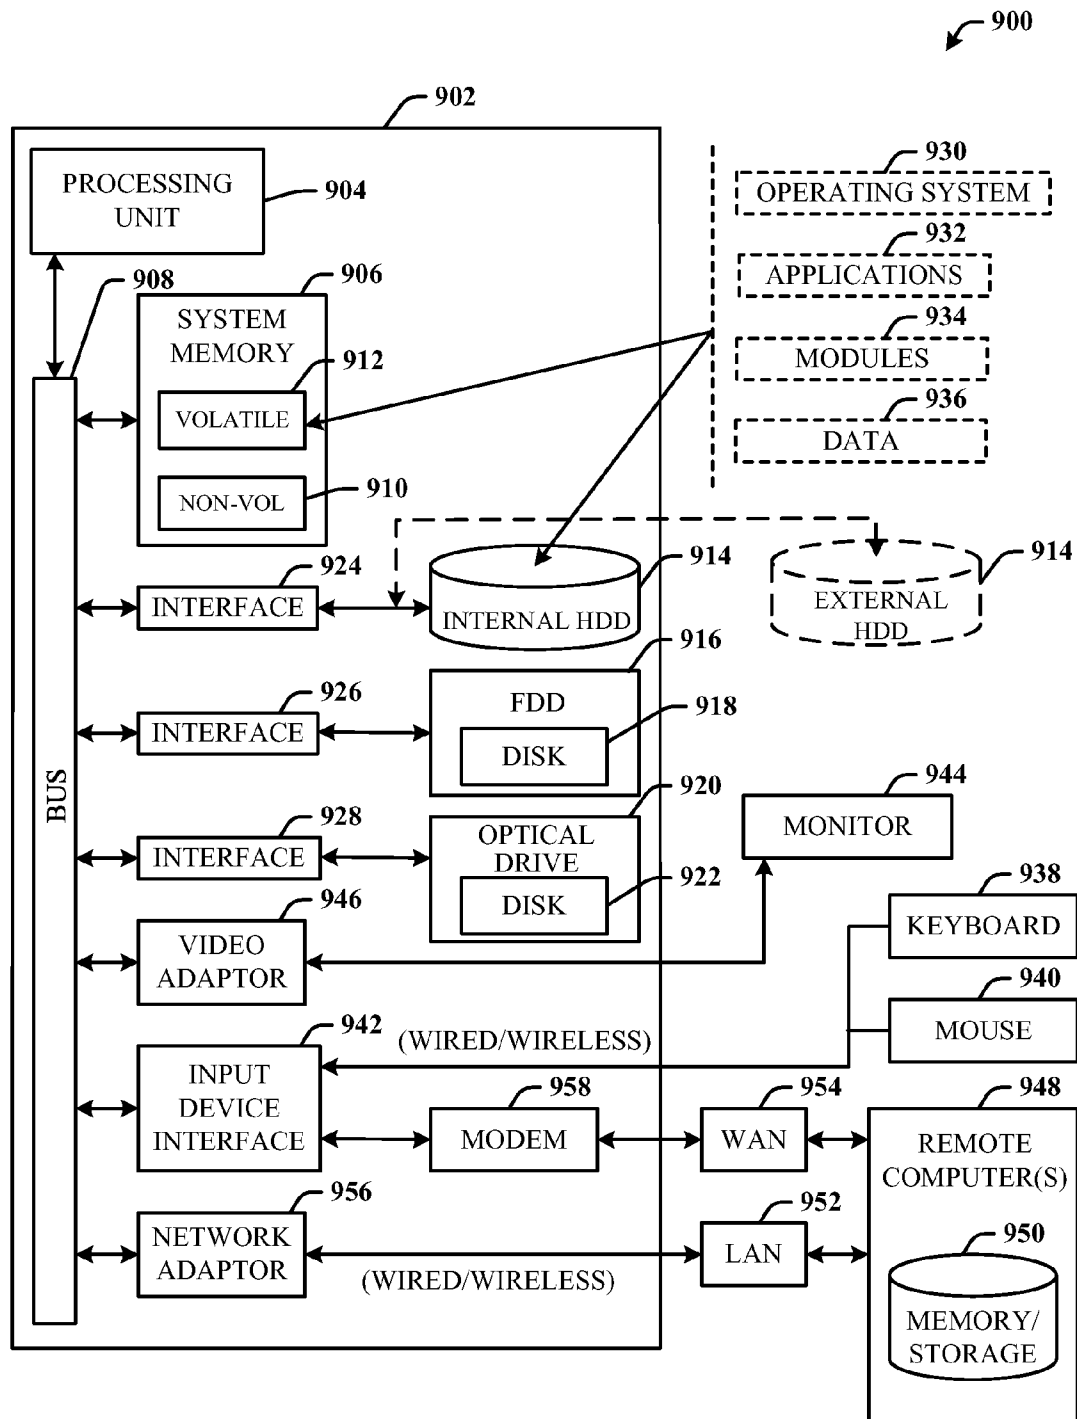 900
902
PROCESSING
UNIT
904
930
OPERATING SYSTEM
908
906
932
APPLICATIONS
SYSTEM
MEMORY
934
MODULES
912
VOLATILE
936
DATA
910
NON-VOL
924
INTERFACE
914
INTERNAL HDD
914
EXTERNAL
HDD
916
FDD
926
INTERFACE
918
DISK
BUS
920
944
MONITOR
928
INTERFACE
OPTICAL
DRIVE
922
DISK
938
KEYBOARD
946
VIDEO
ADAPTOR
940
MOUSE
942
(WIRED/WIRELESS)
INPUT
DEVICE
INTERFACE
958
MODEM
954
WAN
948
REMOTE
COMPUTER(S)
956
NETWORK
ADAPTOR
(WIRED/WIRELESS)
952
LAN
950
MEMORY/
STORAGE